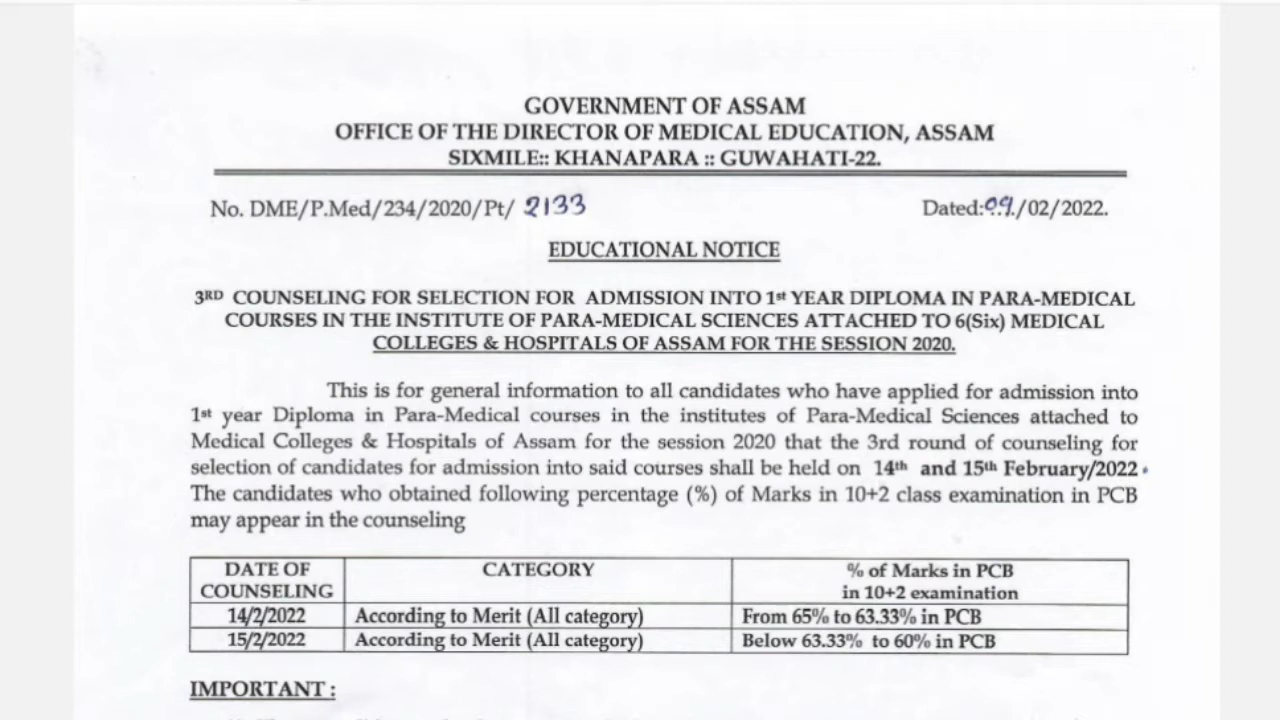 GOVERNMENT OF ASSAM
OFFICE OF THE DIRECTOR OF MEDICAL EDUCATION, ASSAM
SIXMILE:: KHANAPARA :: GUWAHATI-22.
No. DME/P.Med/234/2020/Pt/ 2133 Dated:09./02/2022.
EDUCATIONAL NOTICE
3RD COUNSELING FOR SELECTION FOR ADMISSION INTO 1st YEAR DIPLOMA IN PARA-MEDICAL
COURSES IN THE INSTITUTE OF PARA-MEDICAL SCIENCES ATTACHED TO 6(Six) MEDICAL
COLLEGES & HOSPITALS OF ASSAM FOR THE SESSION 2020.
This is for general information to all candidates who have applied for admission into
1st year Diploma in Para-Medical courses in the institutes of Para-Medical Sciences attached to
Medical Colleges & Hospitals of Assam for the session 2020 that the 3rd round of counseling for
selection of candidates for admission into said courses shall be held on 14th and 15th February/2022.
The candidates who obtained following percentage (%) of Marks in 10+2 class examination in PCB
may appear in the counseling
DATE OF COUNSELING CATEGORY % of Marks in PCB in 10+2 examination
14/2/2022 According to Merit (All category) From 65% to 63.33% in PCB
15/2/2022 According to Merit (All category) Below 63.33% to 60% in PCB
IMPORTANT :